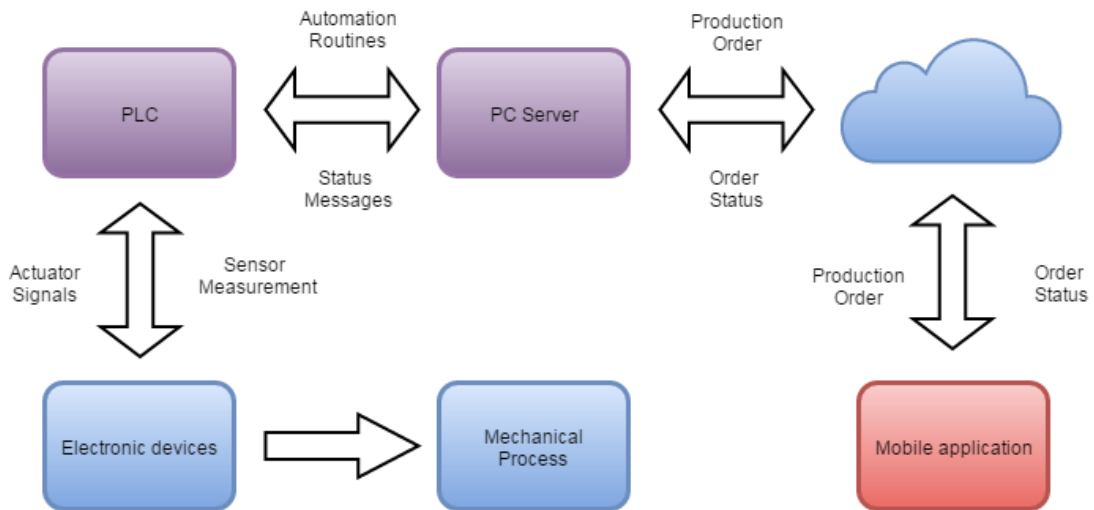 Automation
Routines
Production
Order
PLC
PC Server
Status
Messages
Order
Status
Actuator
Signals
Sensor
Measurement
Production
Order
Order
Status
Electronic devices
Mechanical
Process
Mobile application